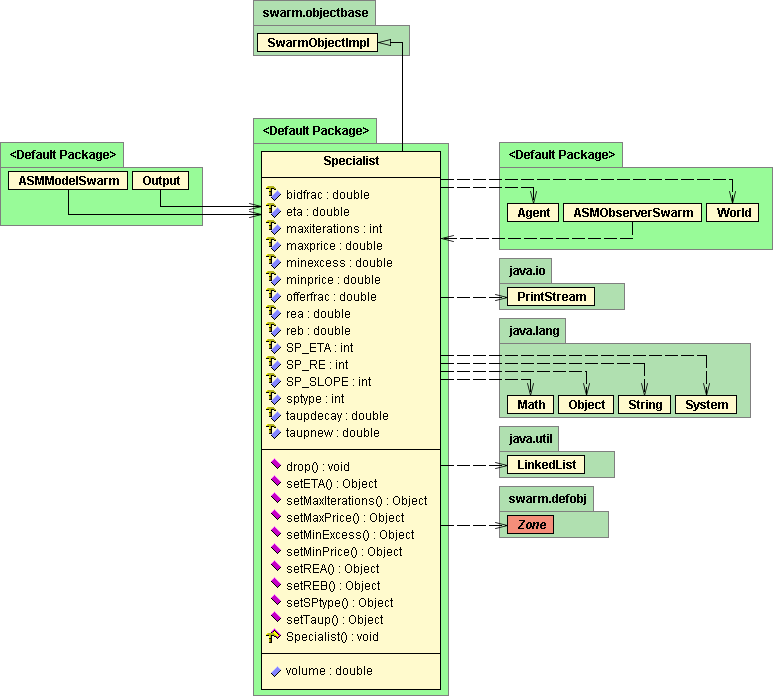 swarm.objectbase
SwarmObjectImpl
<Default Package>
ASMModelSwarm
Output
<Default Package>
Specialist
bidfrac : double
eta : double
maxiterations : int
maxprice : double
minexcess : double
minprice : double
offerfrac : double
rea : double
reb : double
SP_ETA : int
SP_RE : int
SP_SLOPE : int
sptype : int
taupdecay : double
taupnew : double
drop() : void
setETA() : Object
setMaxIterations() : Object
setMaxPrice() : Object
setMinExcess() : Object
setMinPrice() : Object
setREA() : Object
setREB() : Object
setSPtype() : Object
setTaup() : Object
Specialist() : void
volume : double
<Default Package>
Agent
ASMObserverSwarm
World
java.io
PrintStream
java.lang
Math
Object
String
System
java.util
LinkedList
swarm.defobj
Zone